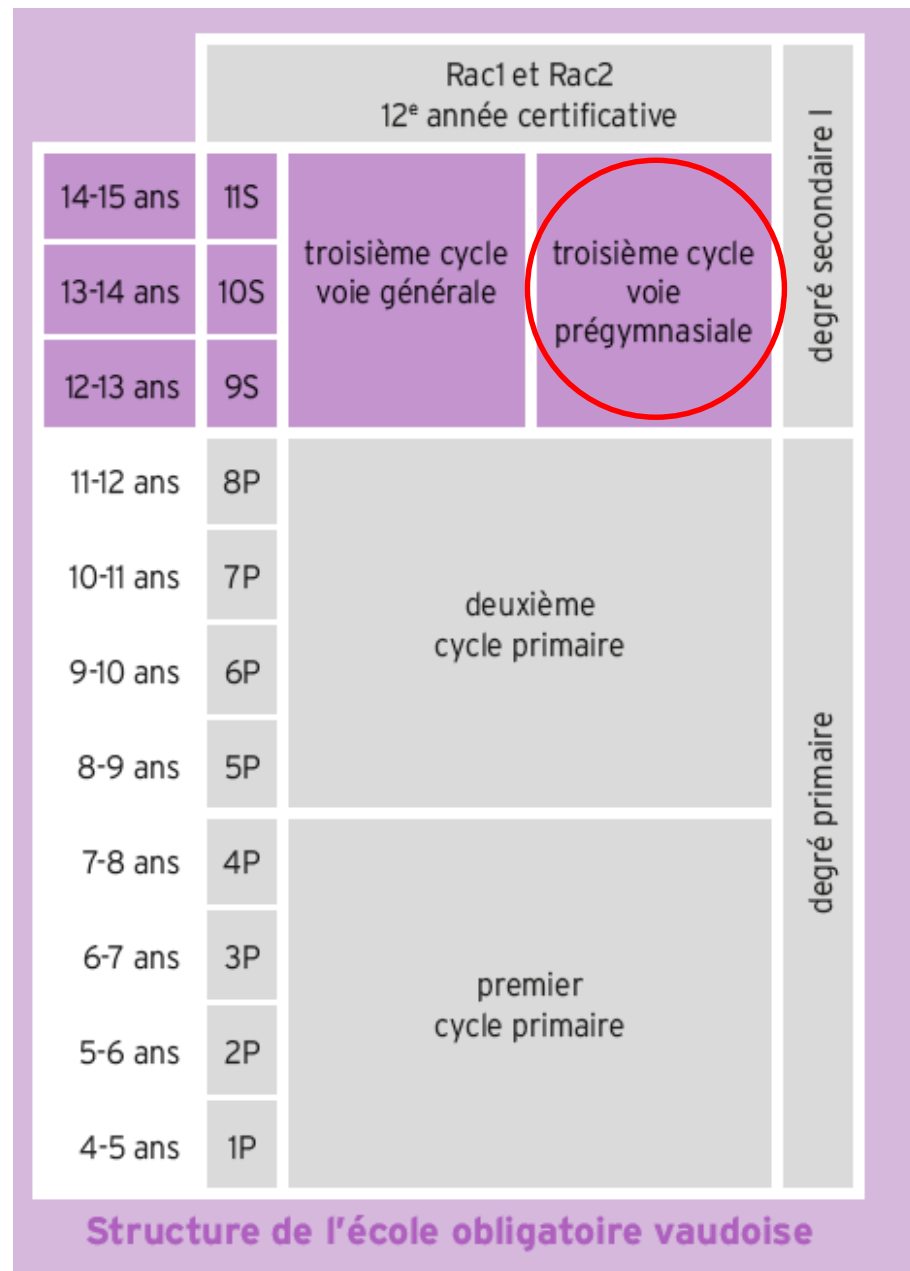 Rac1 et Rac2
12e année certificative
degré secondaire I
14-15 ans 11S
13-14 ans 10S
12-13 ans 9S
troisième cycle
voie générale
troisième cycle
voie
prégymnasiale
11-12 ans 8P
10-11 ans 7P
9-10 ans 6P
8-9 ans 5P
deuxième
cycle primaire
degré primaire
7-8 ans 4P
6-7 ans 3P
5-6 ans 2P
4-5 ans 1P
premier
cycle primaire
Structure de l'école obligatoire vaudoise